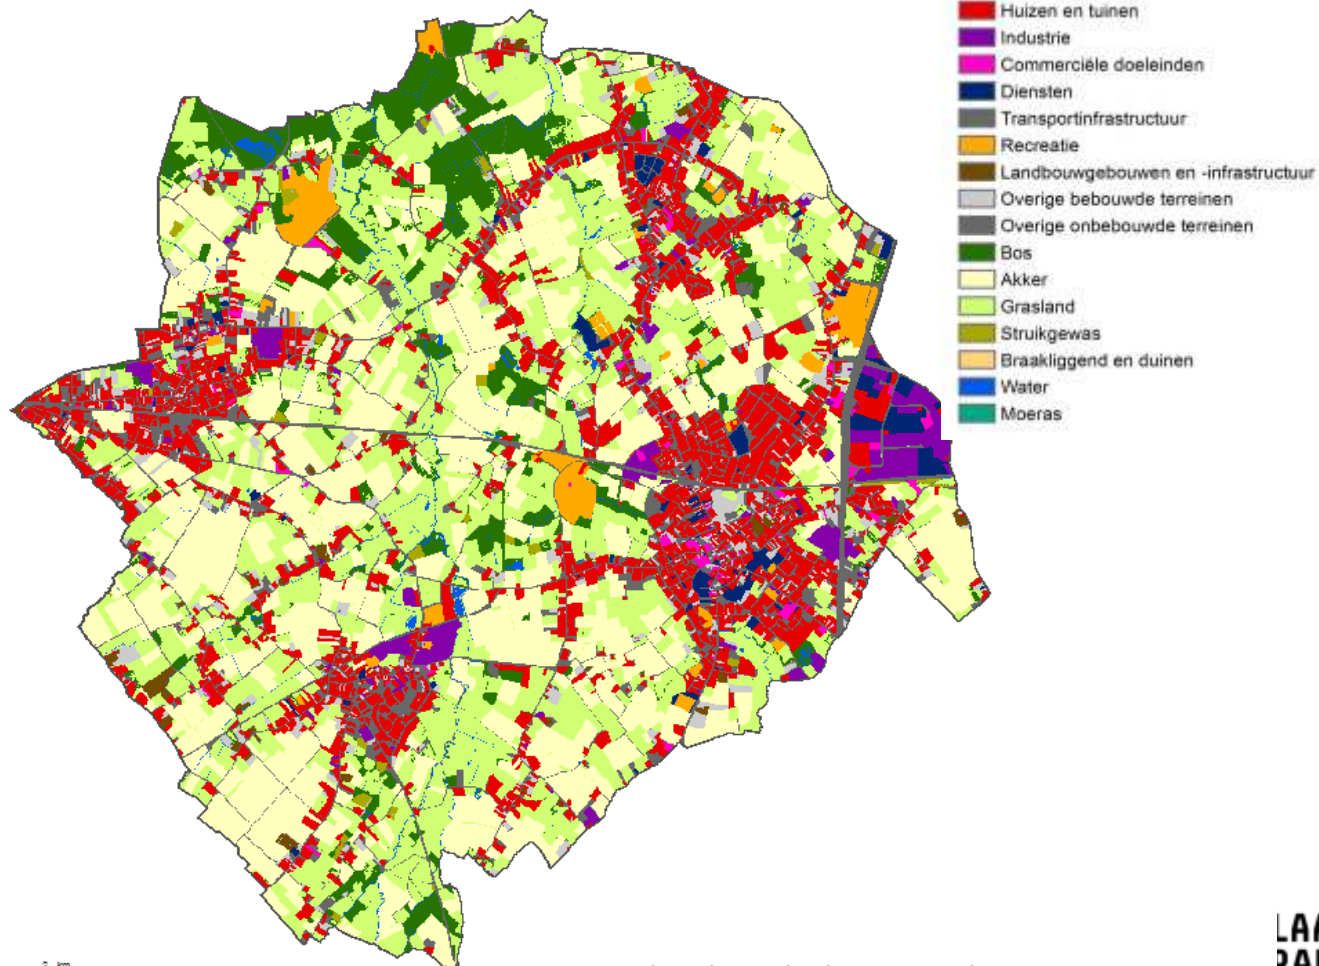 Huizen en tuinen
Industrie
Commerciële doeleinden
Diensten
Transportinfrastructuur
Recreatie
Landbouwgebouwen en -infrastructuur
Overige bebouwde terreinen
Overige onbebouwde terreinen
Bos
Akker
Grasland
Struikgewas
Braakliggend en duinen
Water
Moeras
km